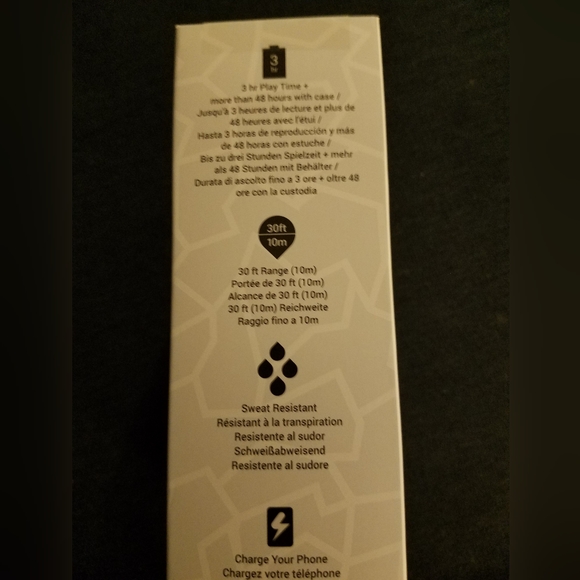 3
hr
3 hr Play Time +
more than 48 hours with case /
Jusqu'à 3 heures de lecture et plus de
48 heures avec l'étui /
Hasta 3 horas de reproducción y más
de 48 horas con estuche /
Bis zu drei Stunden Spielzeit + mehr
als 48 Stunden mit Behälter /
Durata di ascolto fino a 3 ore + oltre 48
ore con la custodia
30ft
10m
30 ft Range (10m)
Portée de 30 ft (10m)
Alcance de 30 ft (10m)
30 ft (10m) Reichweite
Raggio fino a 10m
Sweat Resistant
Résistant à la transpiration
Resistente al sudor
Schweißabweisend
Resistente al sudore
Charge Your Phone
Chargez votre téléphone